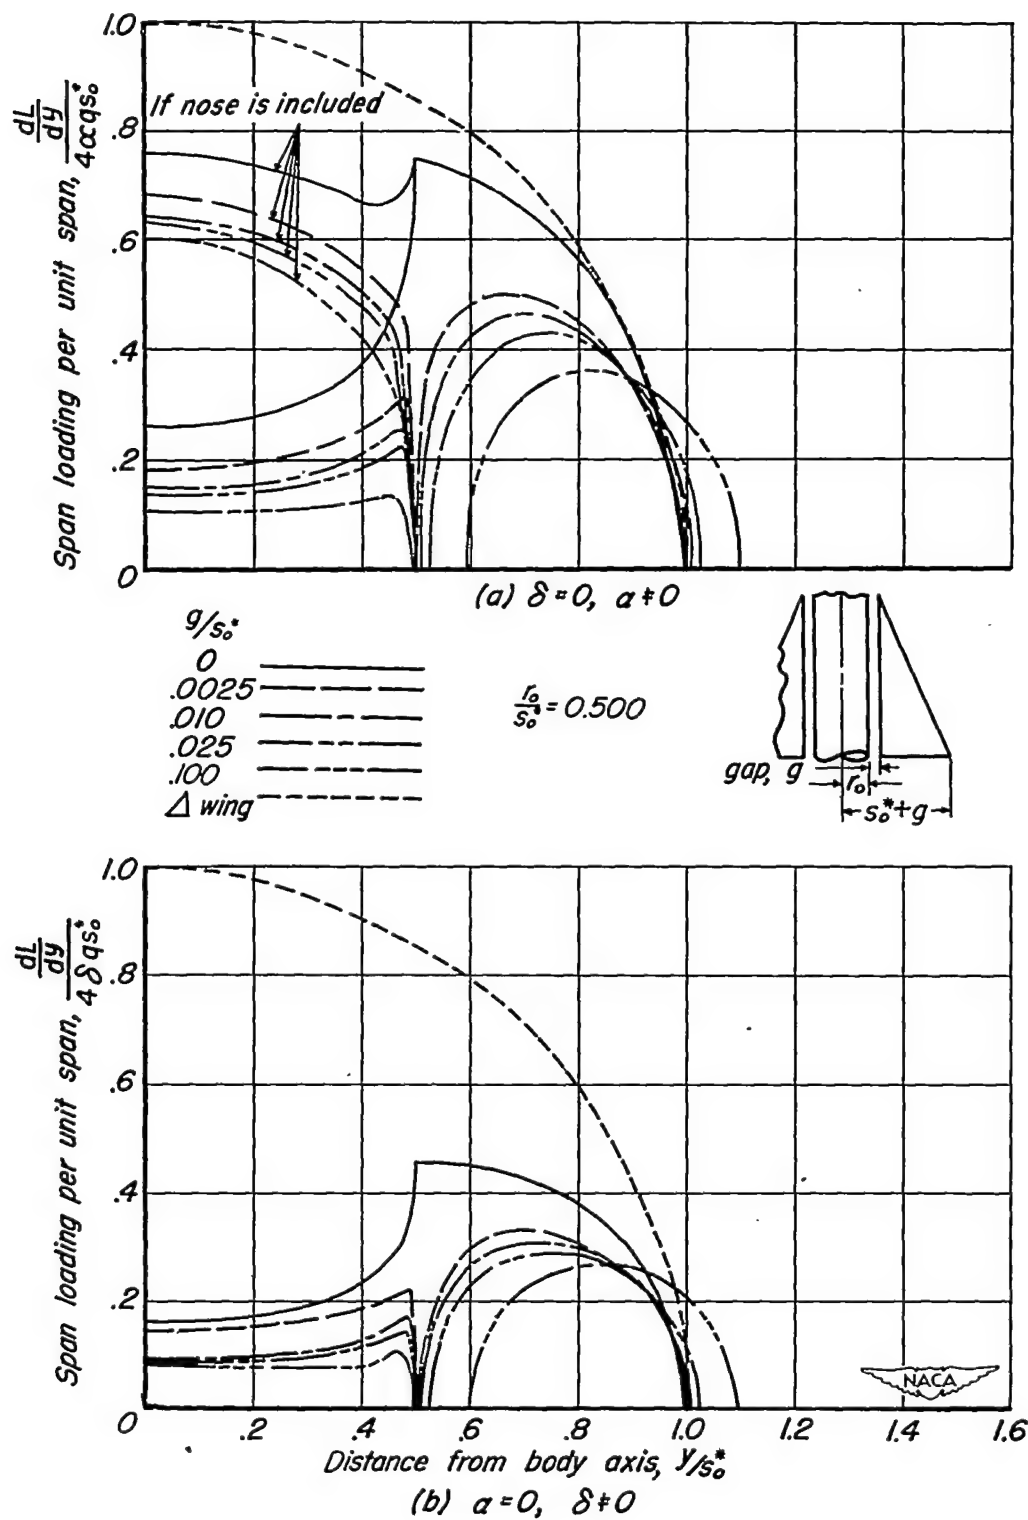 1.0
.8
.6
.4
.2
0
Span loading per unit span, dL/dy / 4αqs₀*
If nose is included
(a) δ=0, α≠0
g/s₀*
0
.0025
.010
.025
.100
Δ wing
r₀/s₀* = 0.500
gap, g
r₀
s₀*+g
1.0
.8
.6
.4
.2
0
Span loading per unit span, dL/dy / 4δqs₀*
NACA
.2 .4 .6 .8 1.0 1.2 1.4 1.6
Distance from body axis, y/s₀*
(b) α=0, δ≠0